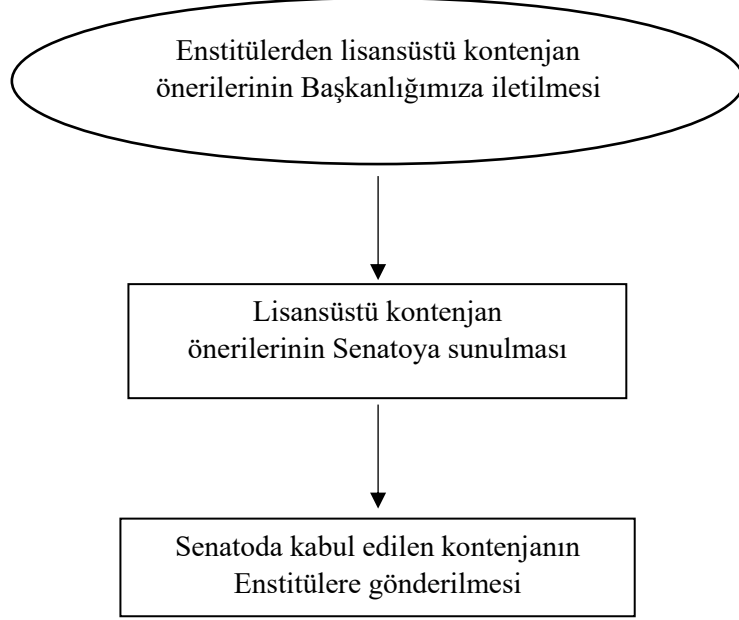 Enstitülerden lisansüstü kontenjan
önerilerinin Başkanlığımıza iletilmesi
Lisansüstü kontenjan
önerilerinin Senatoya sunulması
Senatoda kabul edilen kontenjanın
Enstitülere gönderilmesi